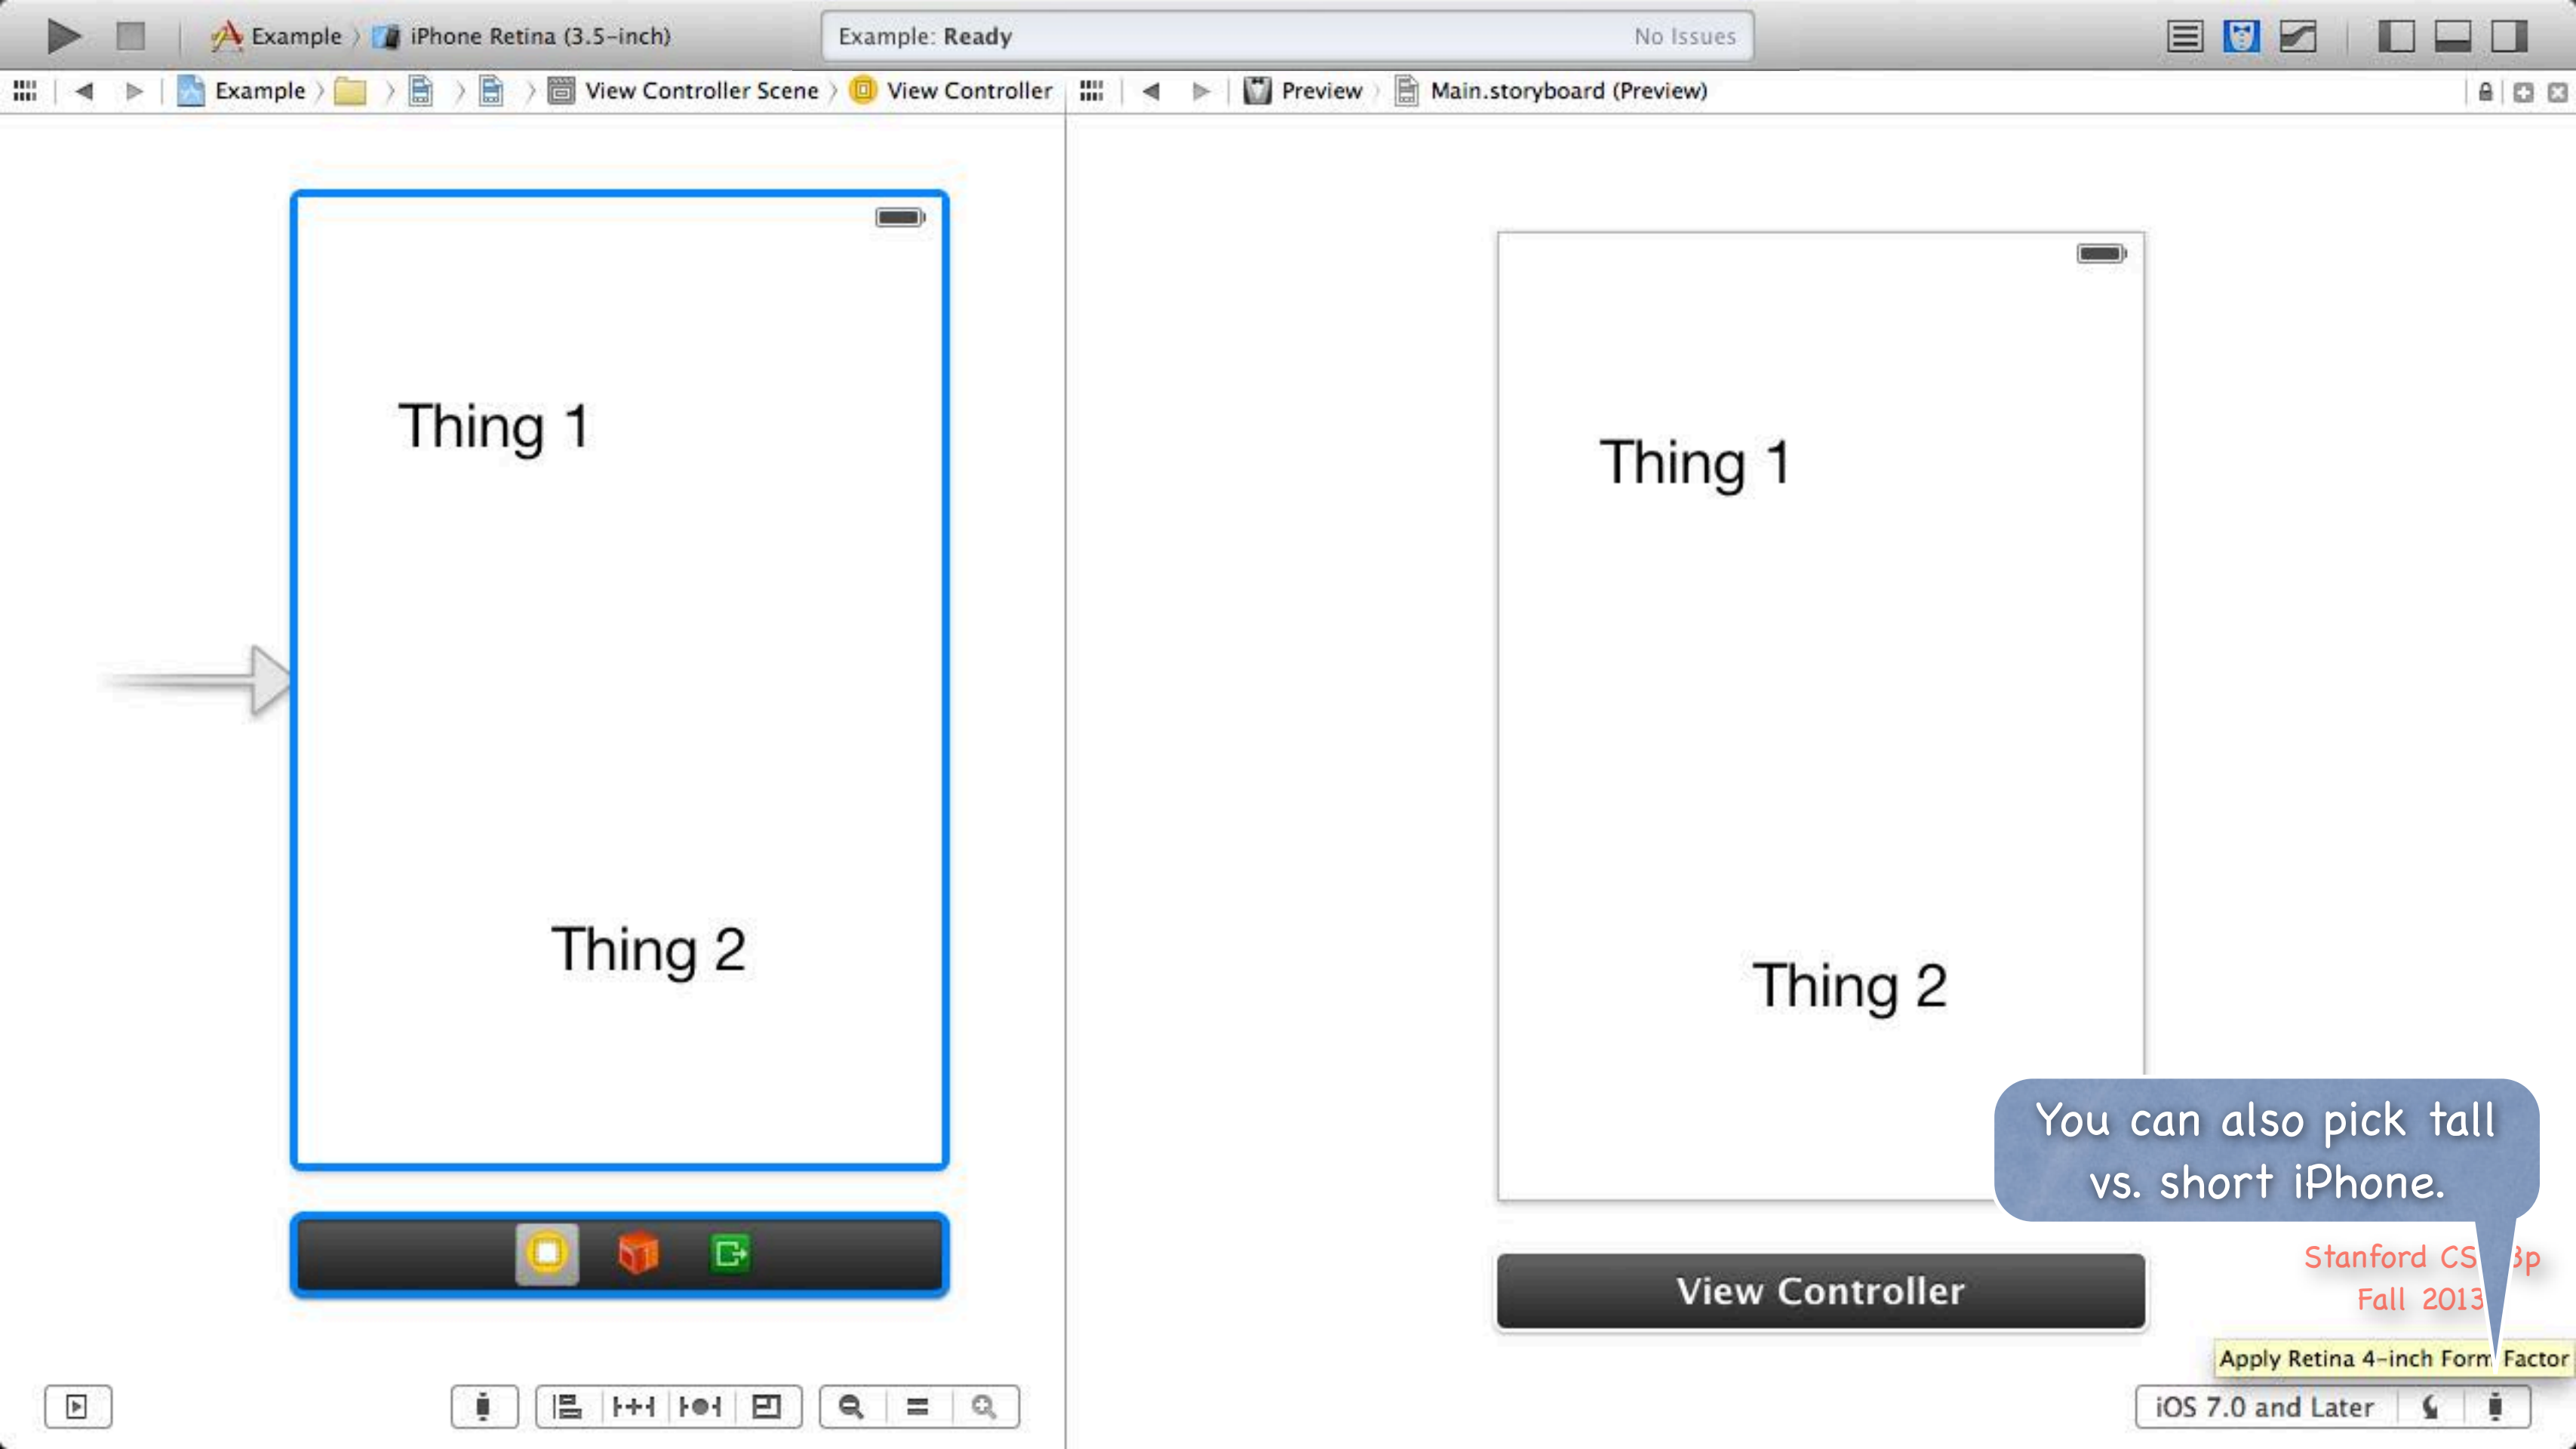 Example
iPhone Retina (3.5-inch)
Example: Ready
No Issues
Example
View Controller Scene
View Controller
Preview
Main.storyboard (Preview)
Thing 1
Thing 2
Thing 1
Thing 2
View Controller
You can also pick tall
vs. short iPhone.
Stanford
Fall 2013
Apply Retina 4-inch Form Factor
iOS 7.0 and Later